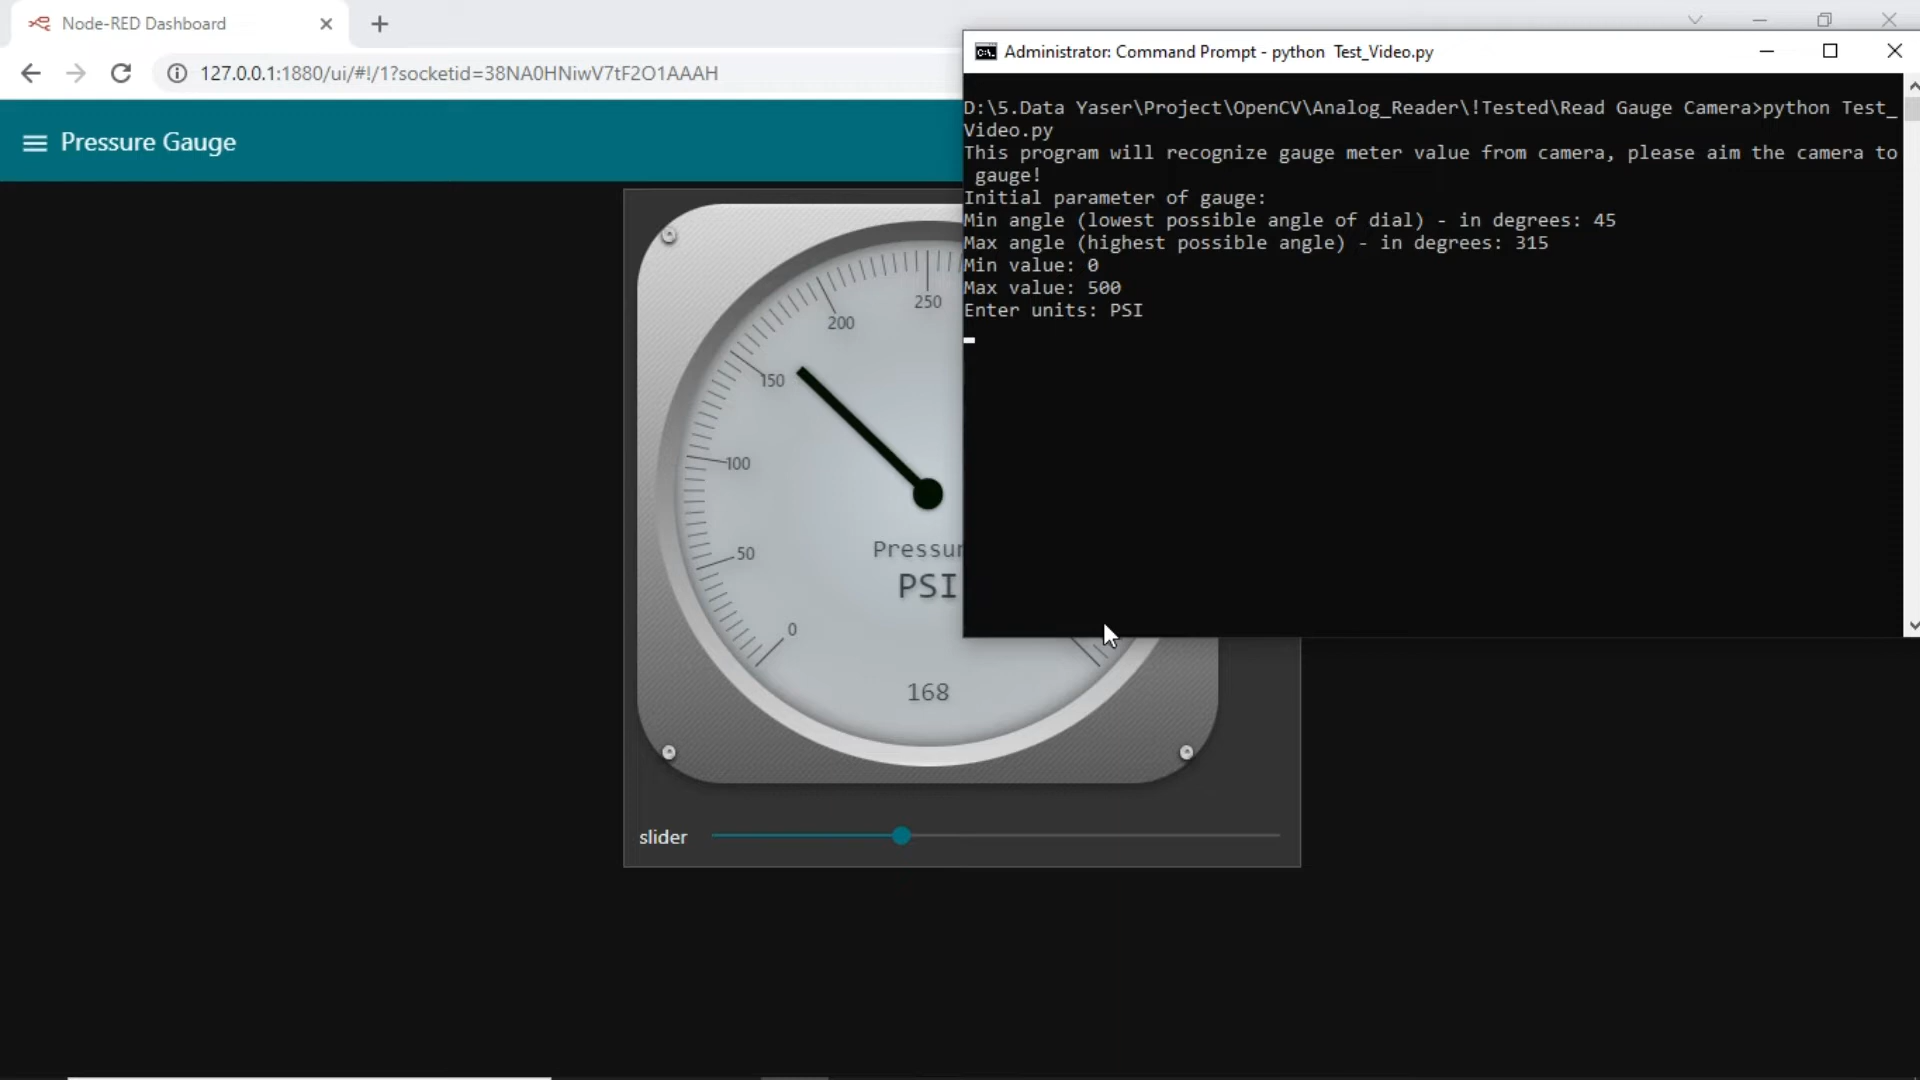 Node-RED Dashboard
127.0.0.1:1880/ui/#!/1?socketid=38NA0HNiwV7tF2O1AAAH
Pressure Gauge
Administrator: Command Prompt - python  Test_Video.py
D:\5.Data Yaser\Project\OpenCV\Analog_Reader\!Tested\Read Gauge Camera>python Test_
Video.py
This program will recognize gauge meter value from camera, please aim the camera to
gauge!
Initial parameter of gauge:
Min angle (lowest possible angle of dial) - in degrees: 45
Max angle (highest possible angle) - in degrees: 315
Min value: 0
Max value: 500
Enter units: PSI
250
200
150
100
50
0
Pressur
PSI
168
slider